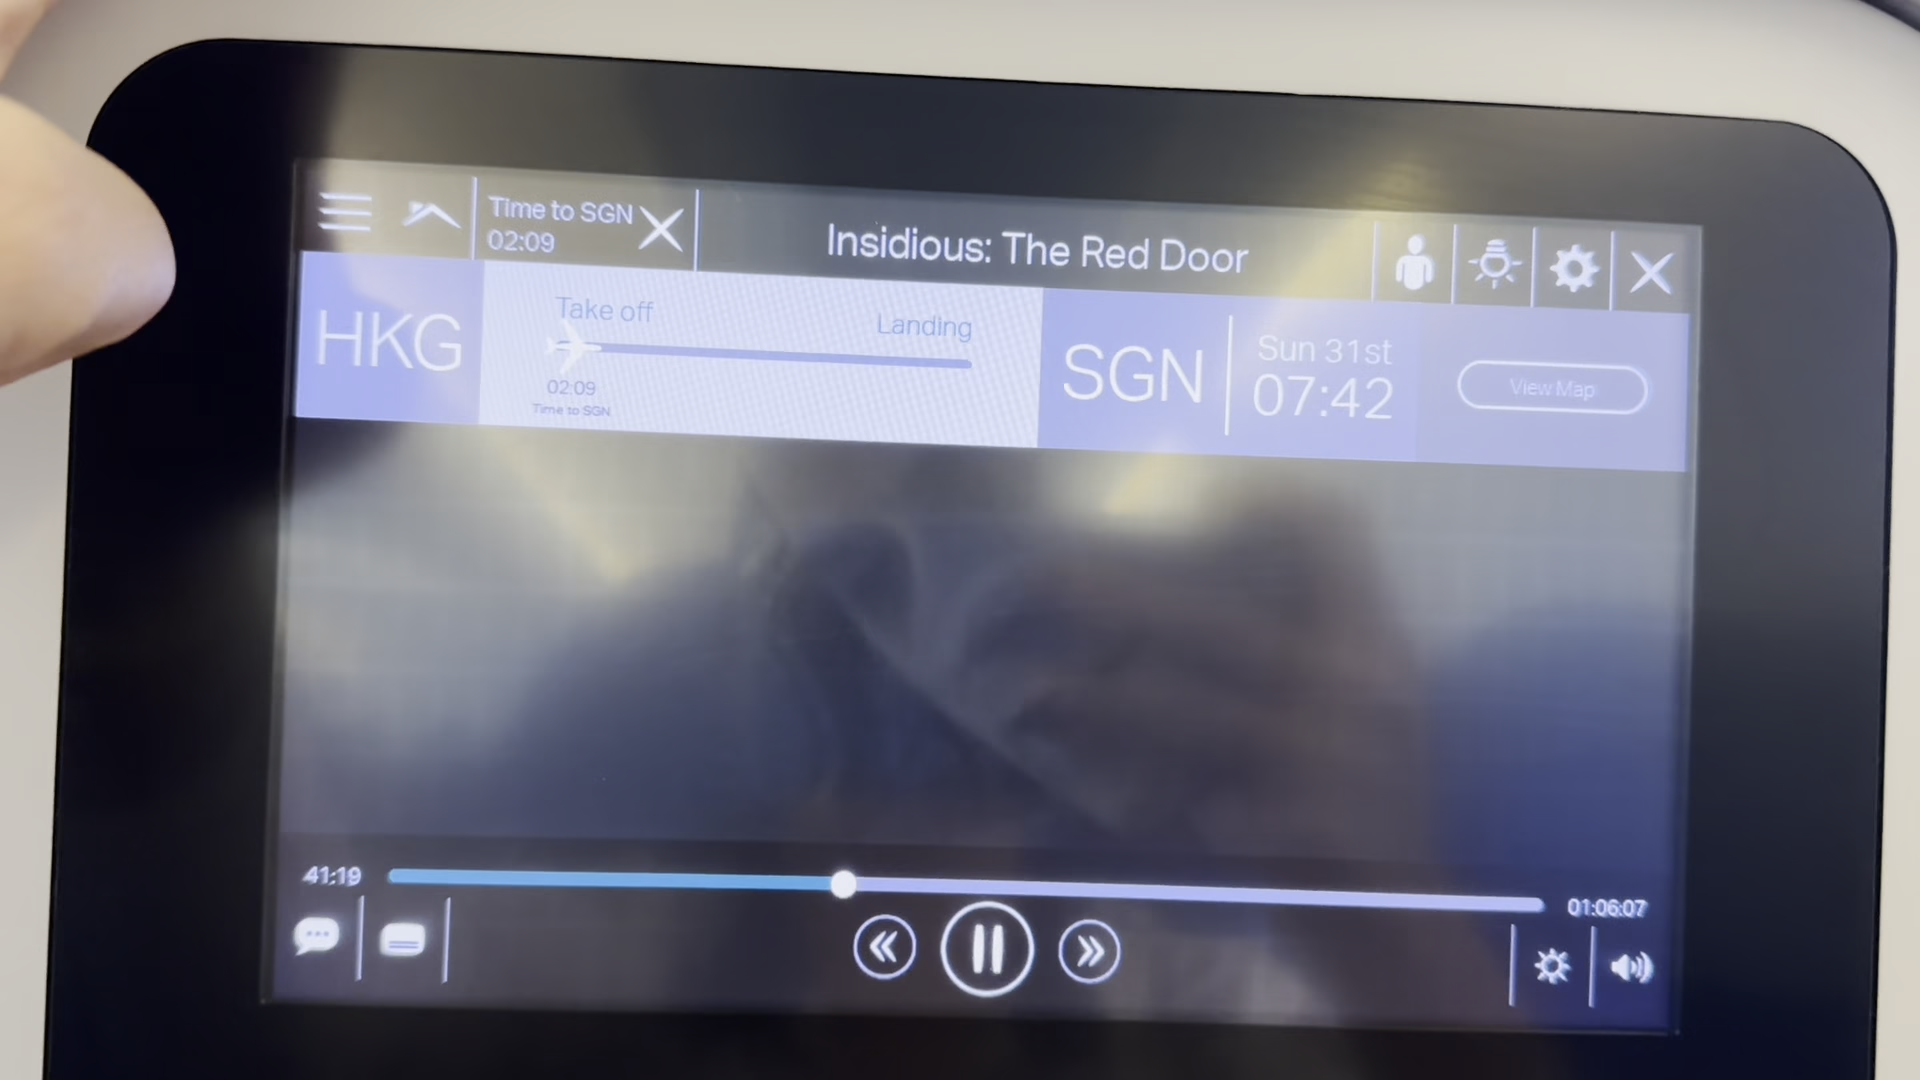 Time to SGN
02:09
Insidious: The Red Door
HKG
Take off
Landing
02:09
Time to SGN
SGN
Sun 31st
07:42
View Map
41:19
01:06:07